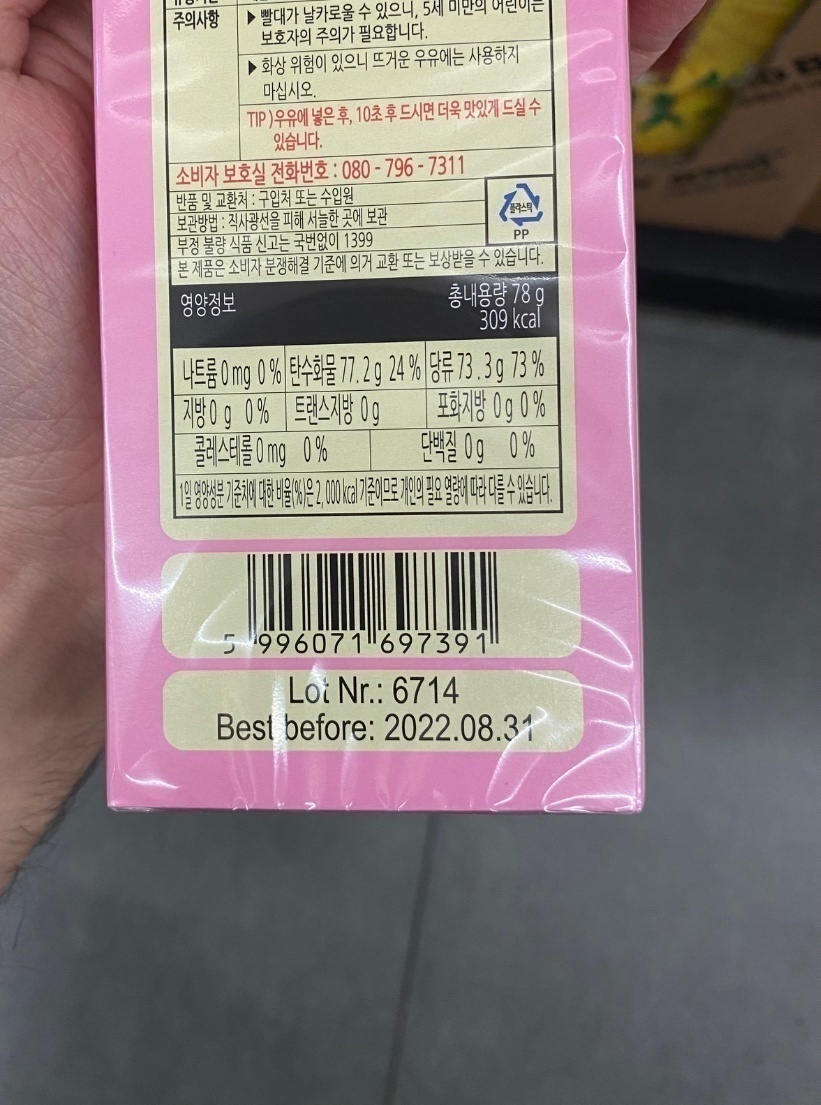 주의사항
▶ 빨대가 날카로울 수 있으니, 5세 미만의 어린이는
보호자의 주의가 필요합니다.
▶ 화상 위험이 있으니 뜨거운 우유에는 사용하지
마십시오.
TIP)우유에 넣은 후, 10초 후 드시면 더욱 맛있게 드실 수
있습니다.
소비자 보호실 전화번호 : 080 - 796 - 7311
반품 및 교환처 : 구입처 또는 수입원
보관방법 : 직사광선을 피해 서늘한 곳에 보관
부정 불량 식품 신고는 국번없이 1399
플라스틱
PP
본 제품은 소비자 분쟁해결 기준에 의거 교환 또는 보상받을 수 있습니다.
영양정보
총내용량 78 g
309 kcal
나트륨 0 mg 0 % 탄수화물 77.2 g 24 % 당류 73.3 g 73 %
지방 0 g 0 % 트랜스지방 0 g 포화지방 0 g 0 %
콜레스테롤 0 mg 0 % 단백질 0 g 0 %
1일 영양성분 기준치에 대한 비율(%)은 2,000 kcal 기준이므로 개인의 필요 열량에 따라 다를 수 있습니다.
5 996071 697391
Lot Nr.: 6714
Best before: 2022.08.31